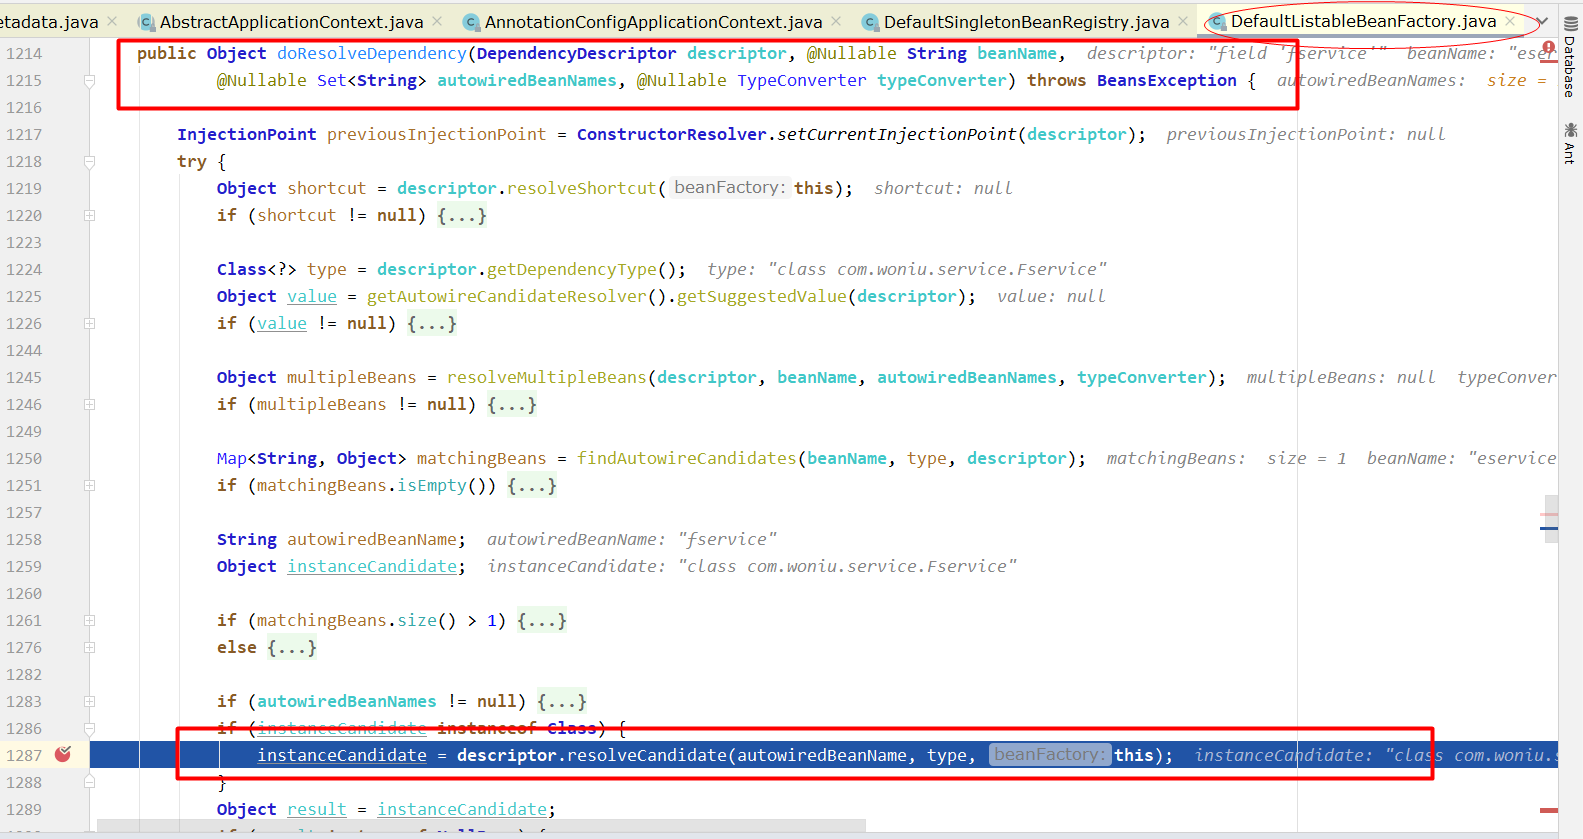 etadata.java AbstractApplicationContext.java AnnotationConfigApplicationContext.java DefaultSingletonBeanRegistry.java DefaultListableBeanFactory.java
1214 public Object doResolveDependency(DependencyDescriptor descriptor, @Nullable String beanName, descriptor: "field 'fservice'" beanName: "eser
1215 @Nullable Set<String> autowiredBeanNames, @Nullable TypeConverter typeConverter) throws BeansException { autowiredBeanNames: size =
1216
1217 InjectionPoint previousInjectionPoint = ConstructorResolver.setCurrentInjectionPoint(descriptor); previousInjectionPoint: null
1218 try {
1219 Object shortcut = descriptor.resolveShortcut( beanFactory: this); shortcut: null
1220 if (shortcut != null) {...}
1223
1224 Class<?> type = descriptor.getDependencyType(); type: "class com.woniu.service.Fservice"
1225 Object value = getAutowireCandidateResolver().getSuggestedValue(descriptor); value: null
1226 if (value != null) {...}
1244
1245 Object multipleBeans = resolveMultipleBeans(descriptor, beanName, autowiredBeanNames, typeConverter); multipleBeans: null typeConver
1246 if (multipleBeans != null) {...}
1249
1250 Map<String, Object> matchingBeans = findAutowireCandidates(beanName, type, descriptor); matchingBeans: size = 1 beanName: "eservice
1251 if (matchingBeans.isEmpty()) {...}
1257
1258 String autowiredBeanName; autowiredBeanName: "fservice"
1259 Object instanceCandidate; instanceCandidate: "class com.woniu.service.Fservice"
1260
1261 if (matchingBeans.size() > 1) {...}
1276 else {...}
1282
1283 if (autowiredBeanNames != null) {...}
1286 if (instanceCandidate instanceof Class) {
1287 instanceCandidate = descriptor.resolveCandidate(autowiredBeanName, type, beanFactory: this); instanceCandidate: "class com.woniu.s
1288 }
1289 Object result = instanceCandidate;
Database
Ant